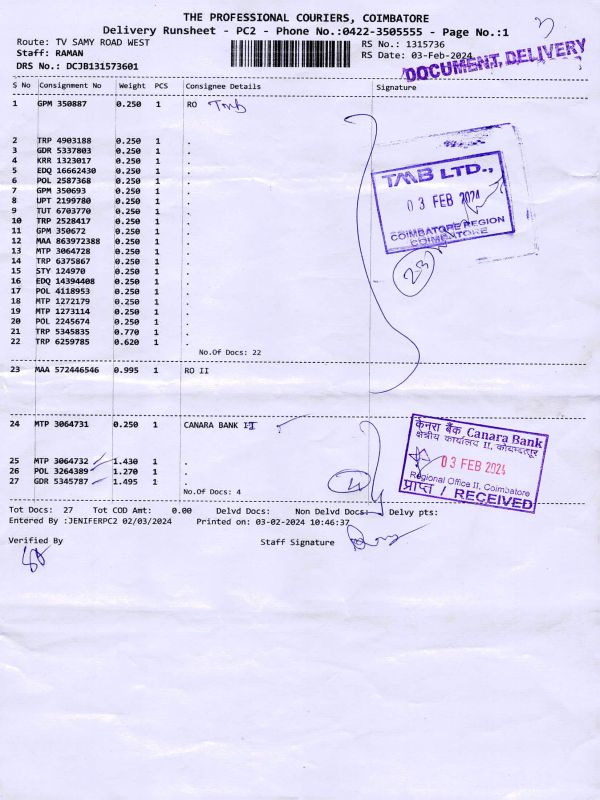 THE PROFESSIONAL COURIERS, COIMBATORE
Delivery Runsheet - PC2 - Phone No.:0422-3505555 - Page No.:1
Route: TV SAMY ROAD WEST
RS No.: 1315736
Staff: RAMAN
RS Date: 03-Feb-2024
DRS No.: DCJB131573601
DOCUMENT DELIVERY
S No Consignment No Weight PCS Consignee Details Signature
1 GPM 350887 0.250 1 RO Tmb
2 TRP 4903188 0.250 1 .
3 GDR 5337803 0.250 1 .
4 KRR 1323017 0.250 1 .
5 EDQ 16662430 0.250 1 .
6 POL 2587368 0.250 1 .
7 GPM 350693 0.250 1 .
8 UPT 2199780 0.250 1 .
9 TUT 6703770 0.250 1 .
10 TRP 2528417 0.250 1 .
11 GPM 350672 0.250 1 .
12 MAA 863972388 0.250 1 .
13 MTP 3064728 0.250 1 .
14 TRP 6375867 0.250 1 .
15 STY 124970 0.250 1 .
16 EDQ 14394408 0.250 1 .
17 POL 4118953 0.250 1 .
18 MTP 1272179 0.250 1 .
19 MTP 1273114 0.250 1 .
20 POL 2245674 0.250 1 .
21 TRP 5345835 0.770 1 .
22 TRP 6259785 0.620 1 .
No.Of Docs: 22
TMB LTD.,
03 FEB 2024
COIMBATORE REGION
COIMBATORE
23
23 MAA 572446546 0.995 1 RO II
24 MTP 3064731 0.250 1 CANARA BANK II
25 MTP 3064732 1.430 1 .
26 POL 3264389 1.270 1 .
27 GDR 5345787 1.495 1 .
No.Of Docs: 4
केनरा बैंक Canara Bank
क्षेत्रीय कार्यालय II, कोयम्बत्तूर
03 FEB 2024
Regional Office II, Coimbatore
प्राप्त / RECEIVED
Tot Docs: 27 Tot COD Amt: 0.00 Delvd Docs: Non Delvd Docs: Delvy pts:
Entered By :JENIFERPC2 02/03/2024 Printed on: 03-02-2024 10:46:37
Verified By
Staff Signature